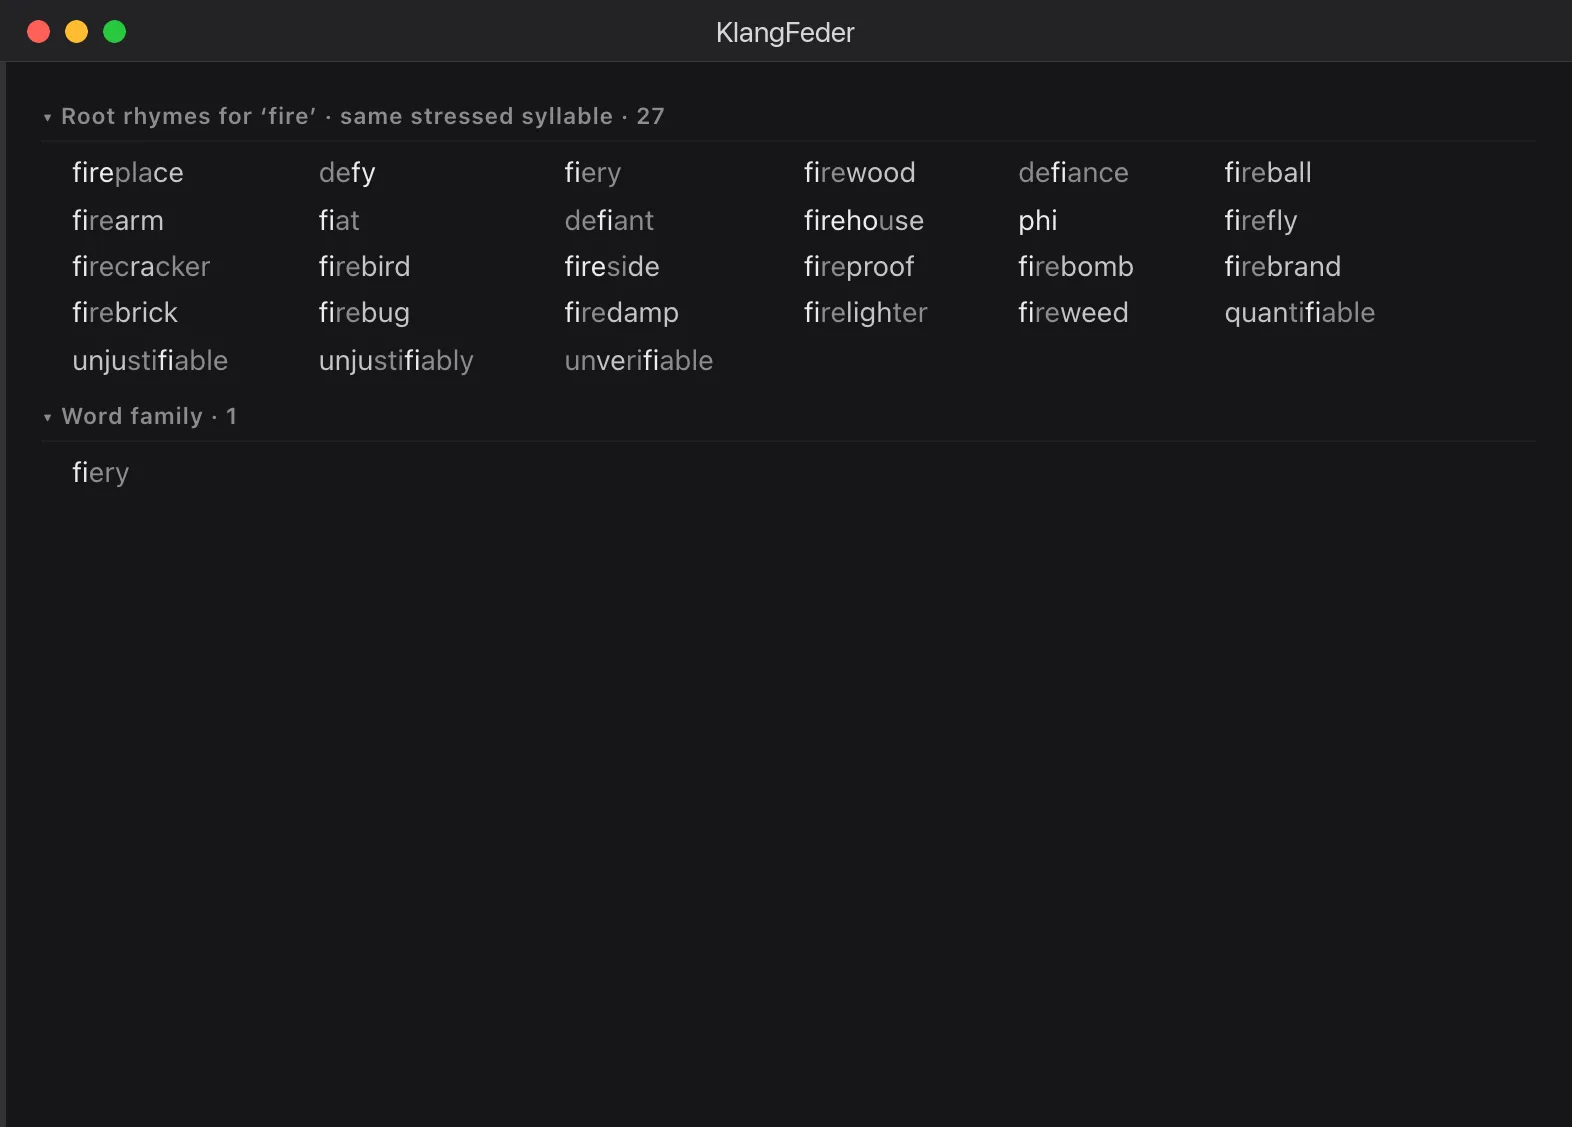 KlangFeder
▾ Root rhymes for ‘fire’ · same stressed syllable · 27
fireplace defy fiery firewood defiance fireball
firearm fiat defiant firehouse phi firefly
firecracker firebird fireside fireproof firebomb firebrand
firebrick firebug firedamp firelighter fireweed quantifiable
unjustifiable unjustifiably unverifiable
▾ Word family · 1
fiery